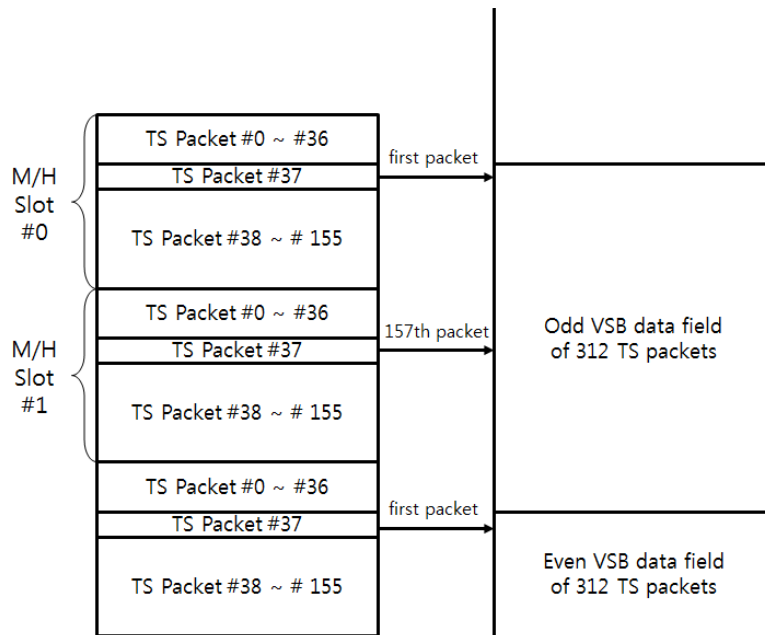 M/H
Slot
#0
TS Packet #0 ~ #36
TS Packet #37
TS Packet #38 ~ # 155
first packet
M/H
Slot
#1
TS Packet #0 ~ #36
TS Packet #37
TS Packet #38 ~ # 155
157th packet
Odd VSB data field
of 312 TS packets
TS Packet #0 ~ #36
TS Packet #37
TS Packet #38 ~ # 155
first packet
Even VSB data field
of 312 TS packets